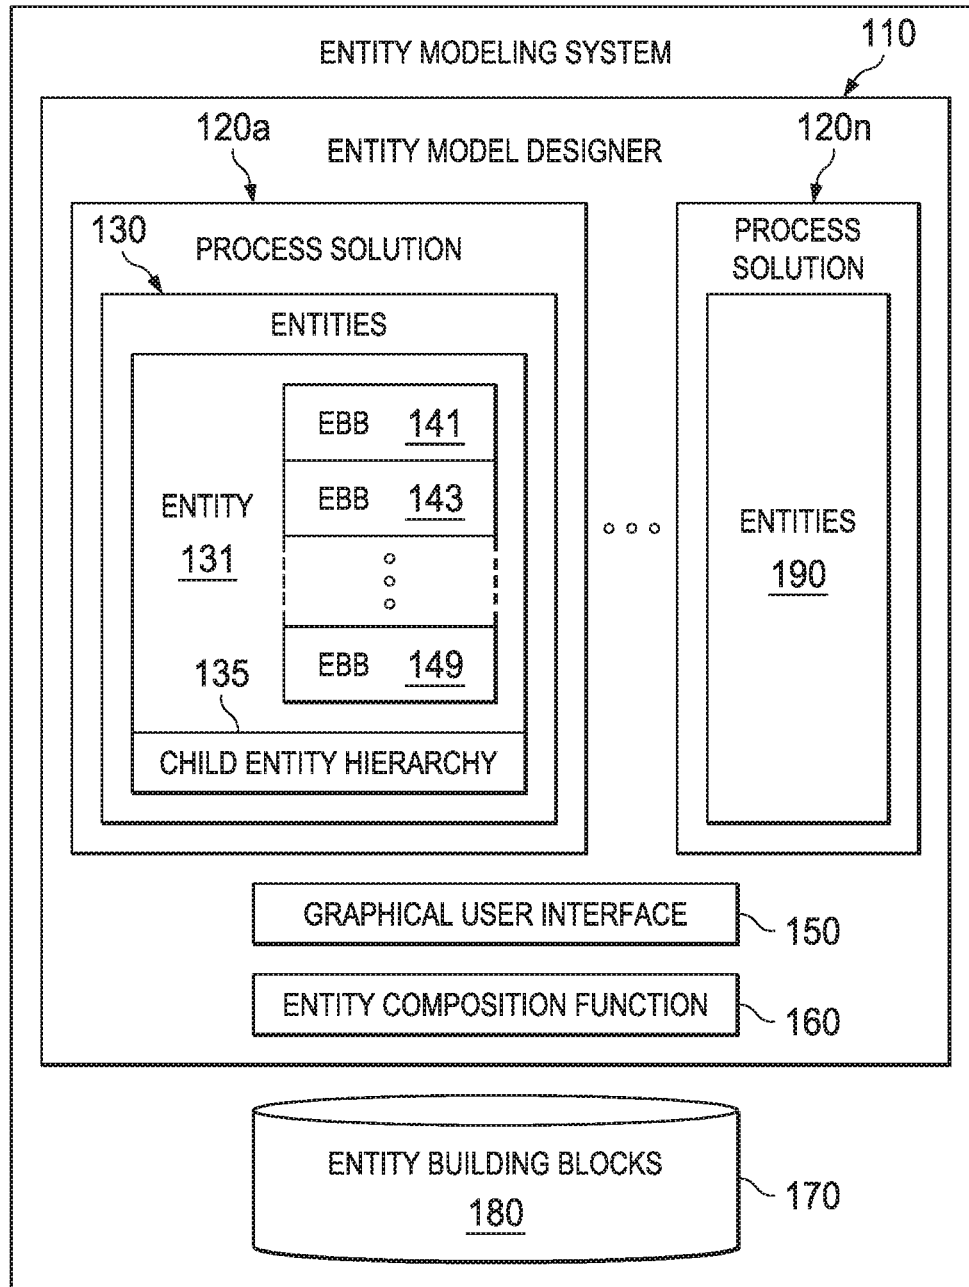 ENTITY MODELING SYSTEM
110
120a
ENTITY MODEL DESIGNER
120n
130
PROCESS SOLUTION
PROCESS
SOLUTION
ENTITIES
EBB 141
EBB 143
ENTITY
131
EBB 149
135
CHILD ENTITY HIERARCHY
ENTITIES
190
GRAPHICAL USER INTERFACE
150
ENTITY COMPOSITION FUNCTION
160
ENTITY BUILDING BLOCKS
180
170